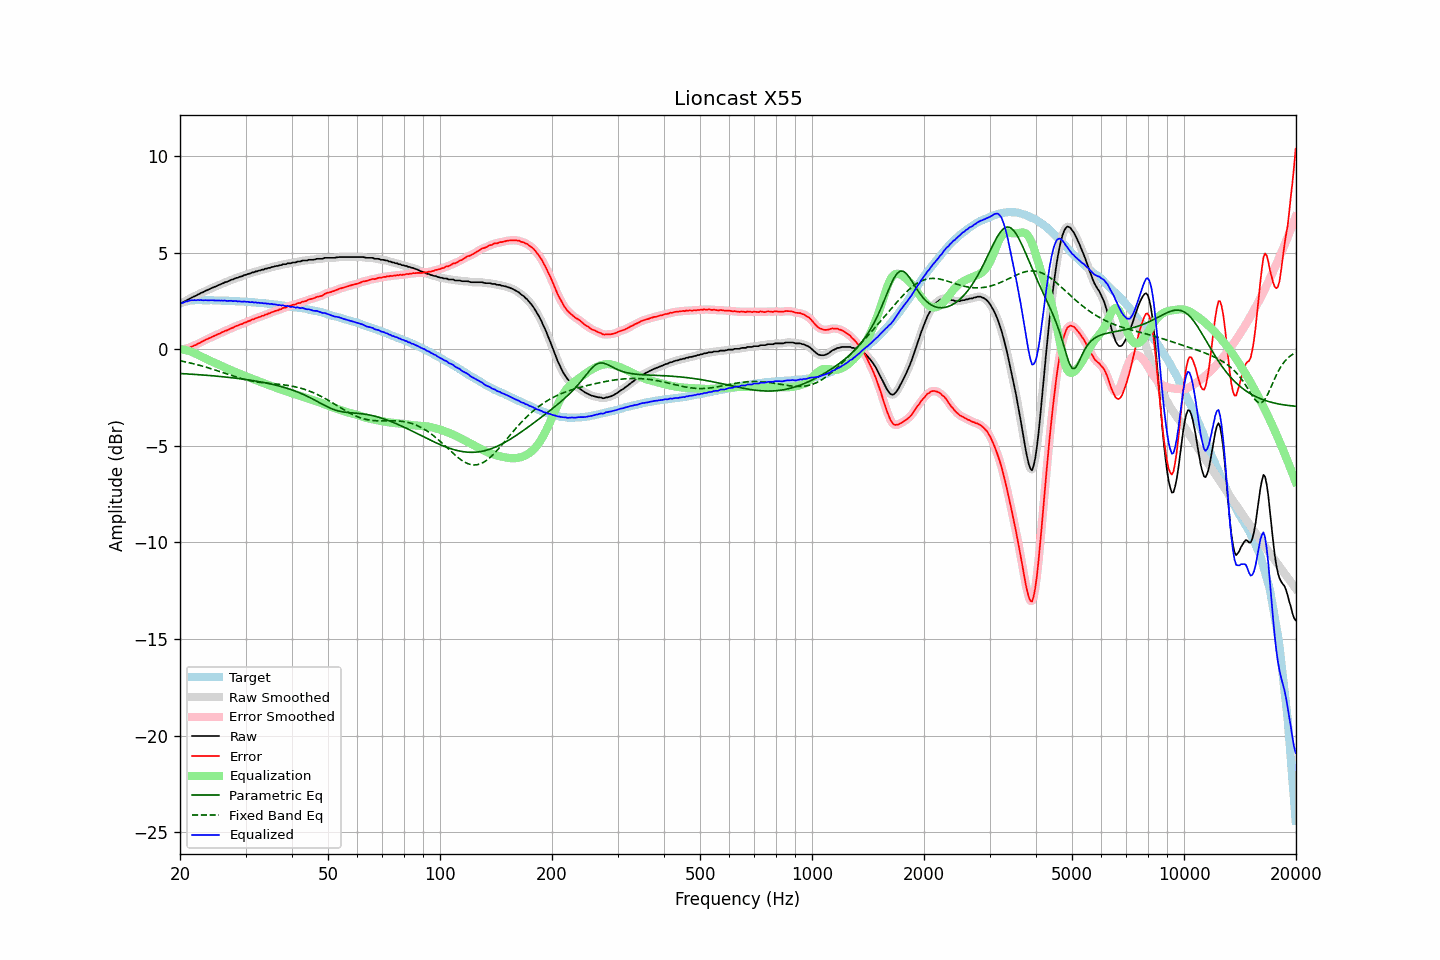 Lioncast X55
Amplitude (dBr)
10
5
0
−5
−10
−15
−20
−25
Target
Raw Smoothed
Error Smoothed
Raw
Error
Equalization
Parametric Eq
Fixed Band Eq
Equalized
20 50 100 200 500 1000 2000 5000 10000 20000
Frequency (Hz)